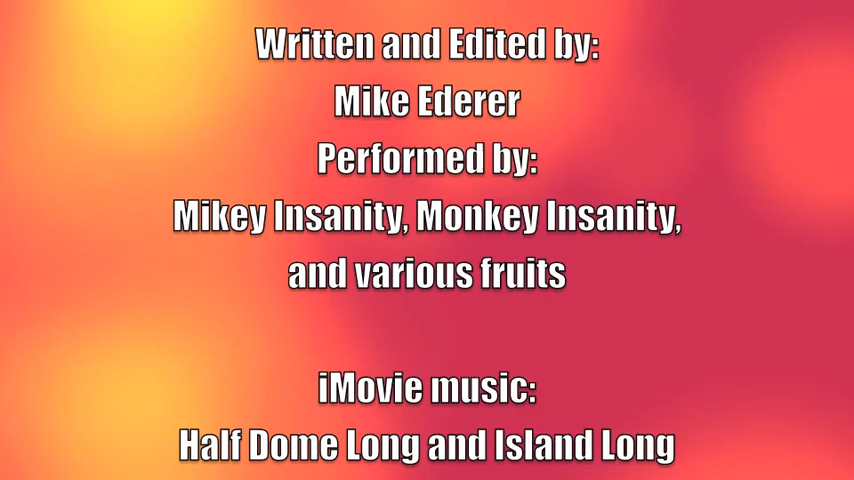 Written and Edited by:
Mike Ederer
Performed by:
Mikey Insanity, Monkey Insanity,
and various fruits
iMovie music:
Half Dome Long and Island Long